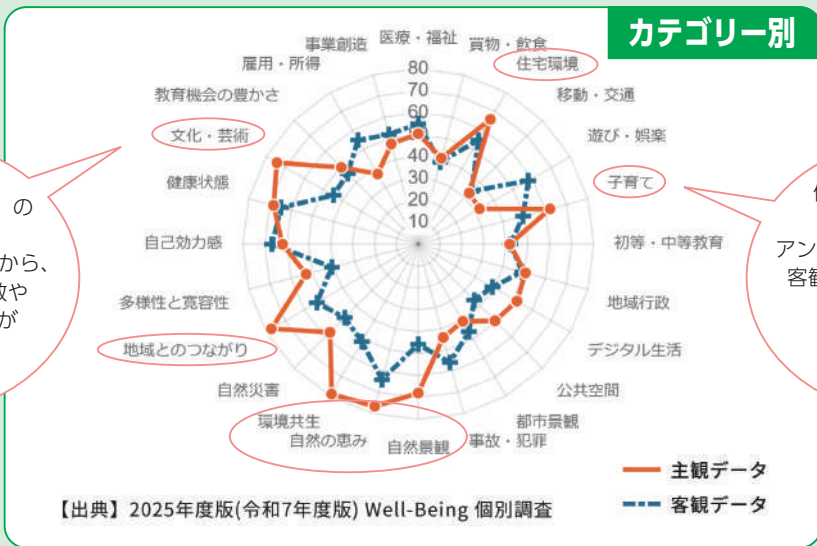 カテゴリー別
医療・福祉
買物・飲食
住宅環境
移動・交通
遊び・娯楽
子育て
初等・中等教育
地域行政
デジタル生活
公共空間
都市景観
事故・犯罪
自然景観
自然の恵み
環境共生
自然災害
地域とのつながり
多様性と寛容性
自己効力感
健康状態
文化・芸術
教育機会の豊かさ
雇用・所得
事業創造
80
70
60
40
30
20
10
の
から、
や
が
アン
客観
主観データ
客観データ
【出典】2025年度版(令和7年度版) Well-Being 個別調査